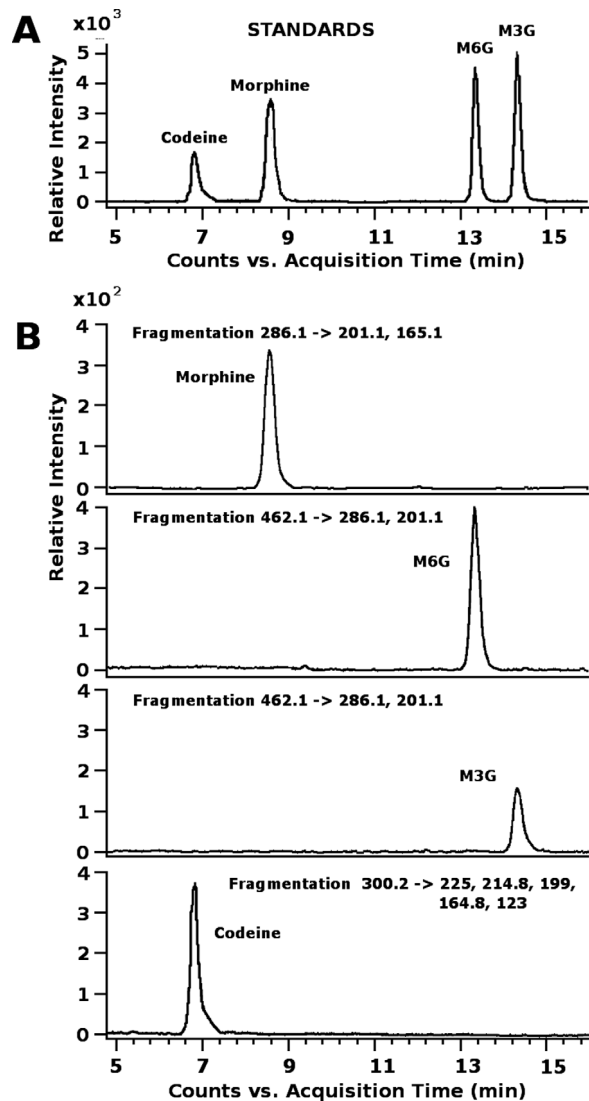 A
x10³
STANDARDS
M6G
M3G
Morphine
Codeine
5
4
3
2
1
0
Relative Intensity
5 7 9 11 13 15
Counts vs. Acquisition Time (min)
B
x10²
Fragmentation 286.1 -> 201.1, 165.1
Morphine
4
3
2
1
0
Relative Intensity
Fragmentation 462.1 -> 286.1, 201.1
M6G
4
3
2
1
0
Fragmentation 462.1 -> 286.1, 201.1
M3G
4
3
2
1
0
Fragmentation 300.2 -> 225, 214.8, 199,
164.8, 123
Codeine
4
3
2
1
0
5 7 9 11 13 15
Counts vs. Acquisition Time (min)